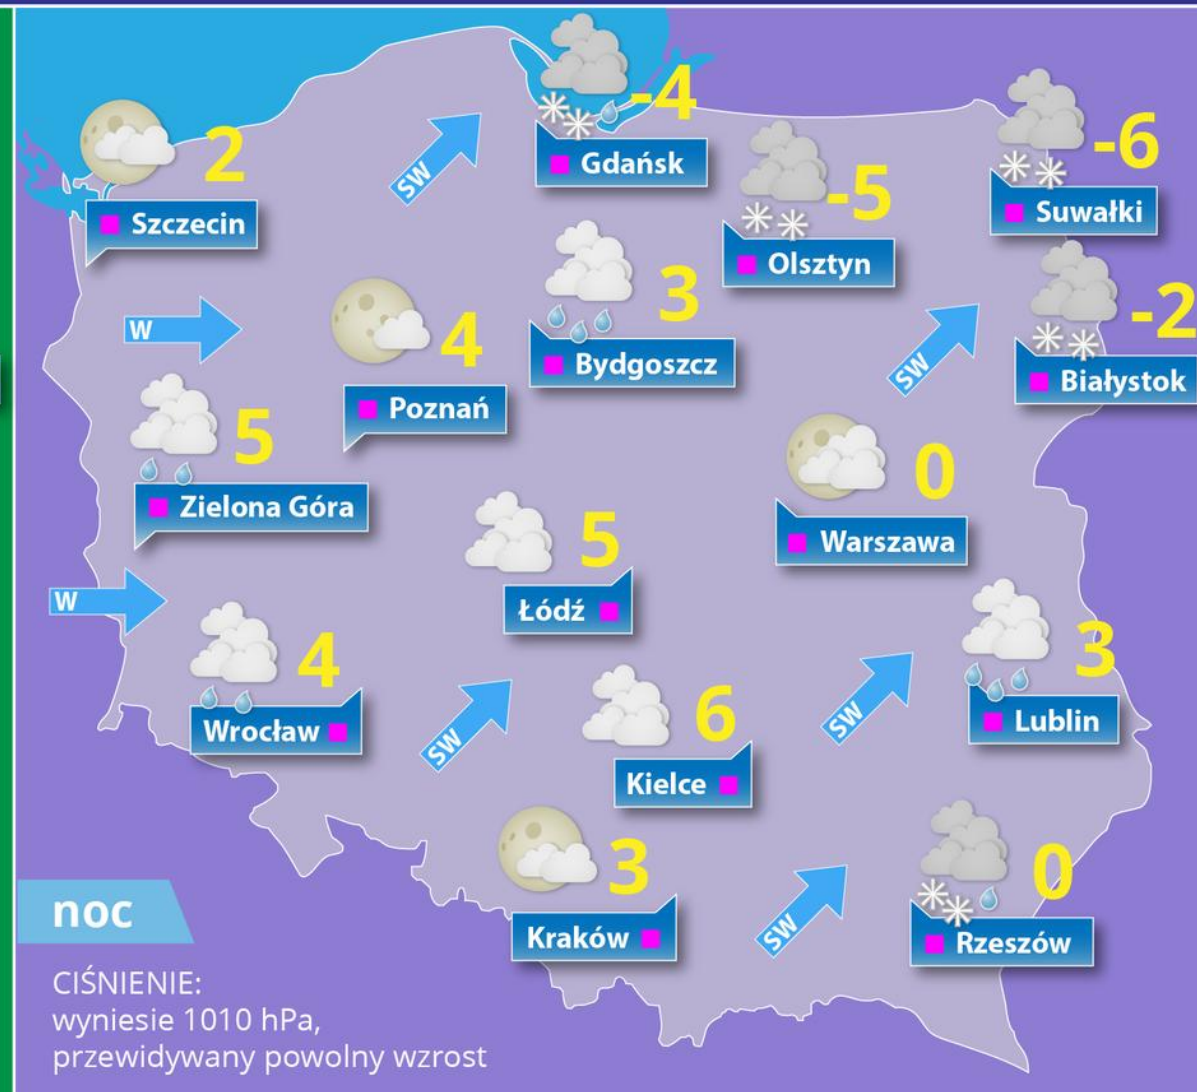 -4
Gdańsk
2
Szczecin
SW
-6
Suwałki
-5
Olsztyn
3
Bydgoszcz
-2
Białystok
W
4
Poznań
SW
5
Zielona Góra
0
Warszawa
5
Łódź
W
4
Wrocław
SW
6
Kielce
SW
3
Lublin
3
Kraków
SW
0
Rzeszów
noc
CIŚNIENIE:
wyniesie 1010 hPa,
przewidywany powolny wzrost